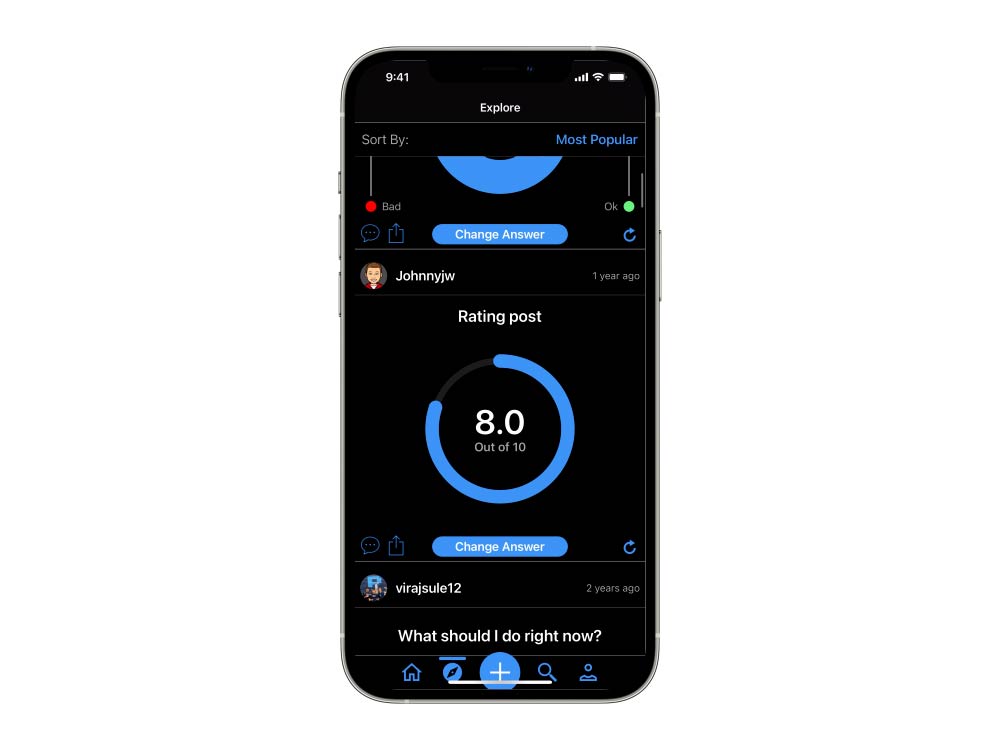 9:41
Explore
Sort By: Most Popular
Bad Ok
Change Answer
Johnnyjw 1 year ago
Rating post
8.0
Out of 10
Change Answer
virajsule12 2 years ago
What should I do right now?